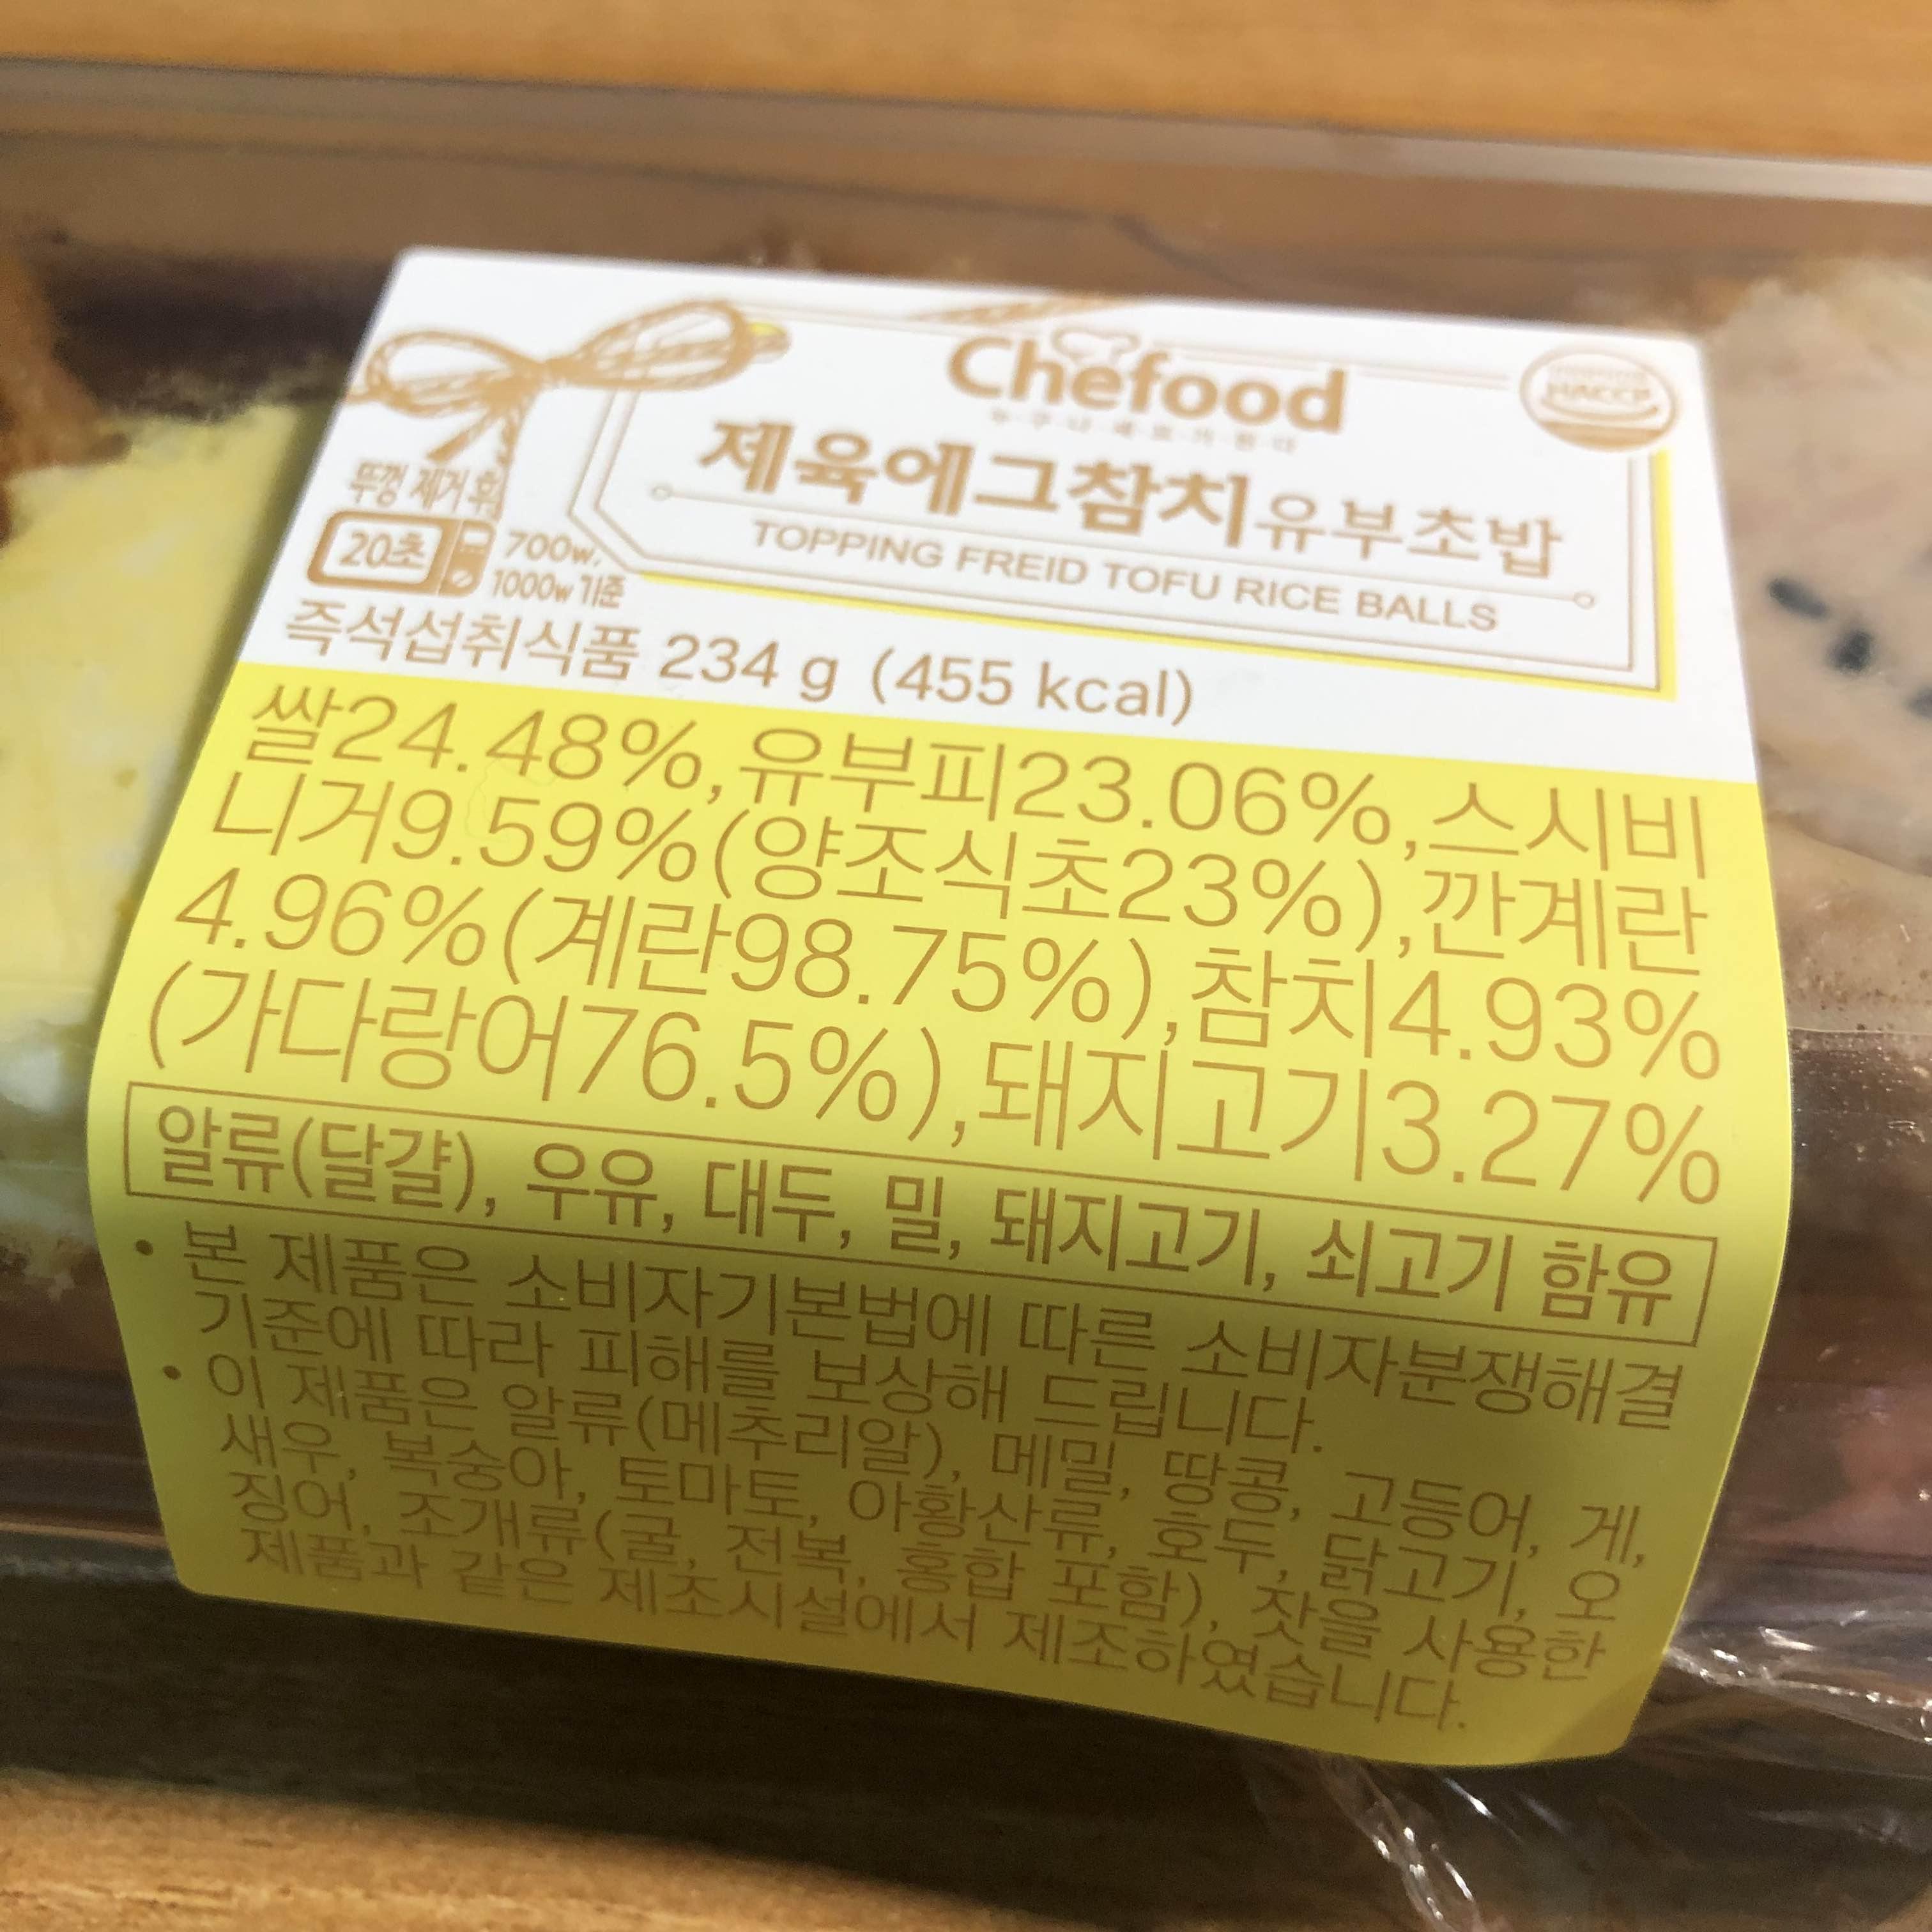 Chefood
누·구·나·셰·프·가·된·다
HACCP
제육에그참치유부초밥
TOPPING FREID TOFU RICE BALLS
뚜껑 제거 후
20초
700w,
1000w 기준
즉석섭취식품 234 g (455 kcal)
쌀24.48%,유부피23.06%,스시비
니거9.59%(양조식초23%),깐계란
4.96%(계란98.75%),참치4.93%
(가다랑어76.5%),돼지고기3.27%
알류(달걀), 우유, 대두, 밀, 돼지고기, 쇠고기 함유
• 본 제품은 소비자기본법에 따른 소비자분쟁해결
기준에 따라 피해를 보상해 드립니다.
• 이 제품은 알류(메추리알), 메밀, 땅콩, 고등어, 게,
새우, 복숭아, 토마토, 아황산류, 호두, 닭고기, 오
징어, 조개류(굴, 전복, 홍합 포함), 잣을 사용한
제품과 같은 제조시설에서 제조하였습니다.